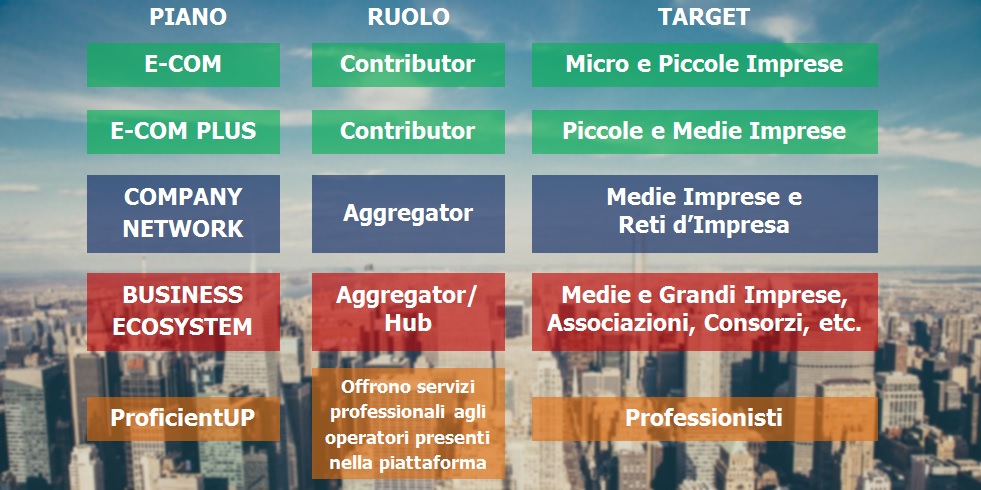 PIANO RUOLO TARGET
E-COM Contributor Micro e Piccole Imprese
E-COM PLUS Contributor Piccole e Medie Imprese
COMPANY
NETWORK
Aggregator
Medie Imprese e
Reti d’Impresa
BUSINESS
ECOSYSTEM
Aggregator/
Hub
Medie e Grandi Imprese,
Associazioni, Consorzi, etc.
ProficientUP
Offrono servizi
professionali agli
operatori presenti
nella piattaforma
Professionisti